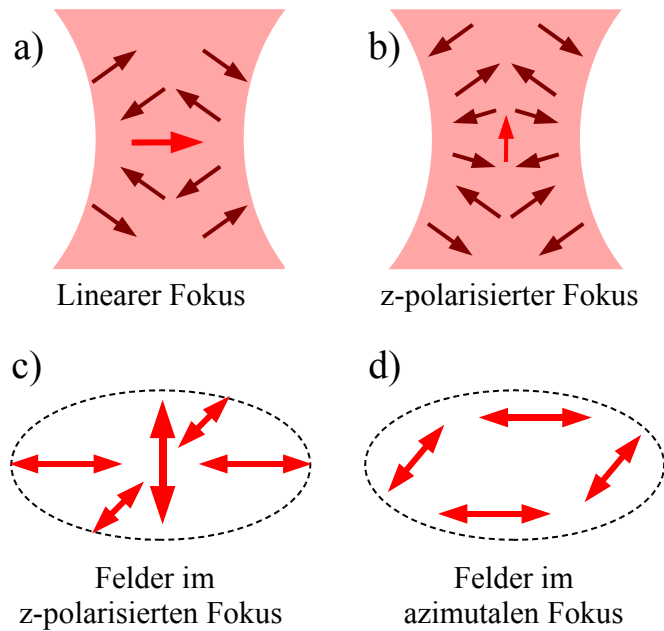 a)
b)
Linearer Fokus
z-polarisierter Fokus
c)
d)
Felder im
z-polarisierten Fokus
Felder im
azimutalen Fokus